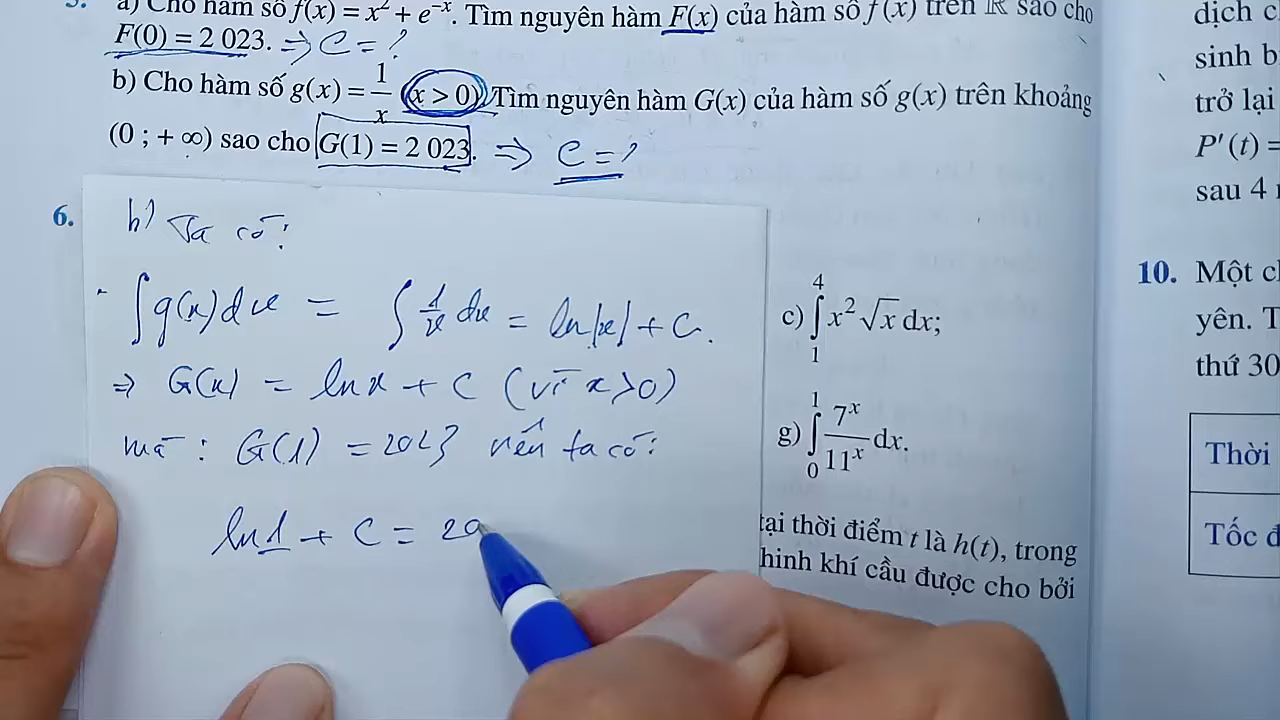 a) Cho hàm số f(x) = x² + e⁻ˣ. Tìm nguyên hàm F(x) của hàm số f(x) trên ℝ sao cho
F(0) = 2 023. => C = ?
b) Cho hàm số g(x) = 1/x (x > 0). Tìm nguyên hàm G(x) của hàm số g(x) trên khoảng
(0 ; + ∞) sao cho G(1) = 2 023. => C = ?
6.
b) Ta có:
- ∫g(x)dx = ∫ 1/x dx = ln|x| + C.
=> G(x) = lnx + C (vì x>0)
mà : G(1) = 2023 nên ta có:
ln1 + C = 20
c) ∫₁⁴ x²√x dx;
g) ∫₀¹ 7ˣ/11ˣ dx.
tại thời điểm t là h(t), trong
khinh khí cầu được cho bởi
dịch c
sinh b
trở lại
P'(t) =
sau 4
10. Một
yên. T
thứ 30
Thời
Tốc đ